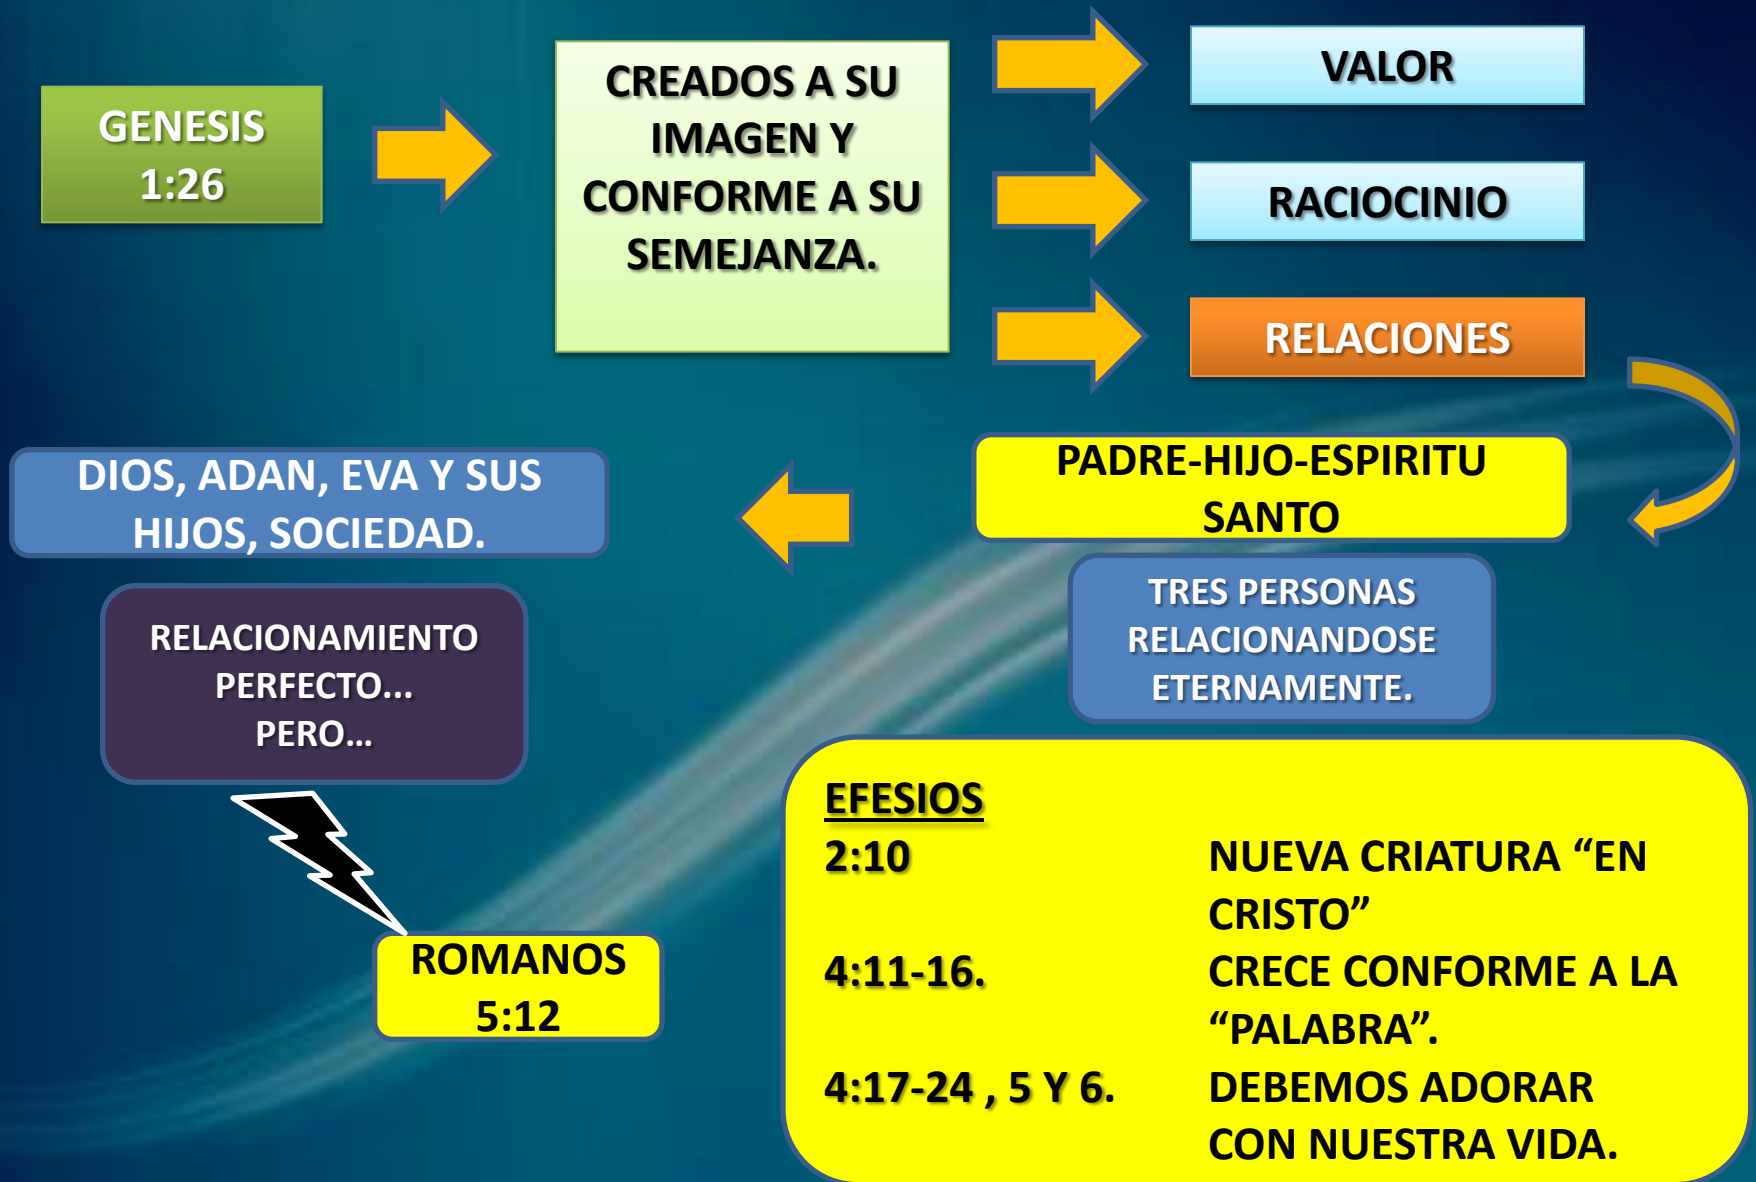 GENESIS
1:26
CREADOS A SU
IMAGEN Y
CONFORME A SU
SEMEJANZA.
VALOR
RACIOCINIO
RELACIONES
PADRE-HIJO-ESPIRITU
SANTO
TRES PERSONAS
RELACIONANDOSE
ETERNAMENTE.
DIOS, ADAN, EVA Y SUS
HIJOS, SOCIEDAD.
RELACIONAMIENTO
PERFECTO...
PERO...
ROMANOS
5:12
EFESIOS
2:10 NUEVA CRIATURA “EN
CRISTO”
4:11-16. CRECE CONFORME A LA
“PALABRA”.
4:17-24 , 5 Y 6. DEBEMOS ADORAR
CON NUESTRA VIDA.